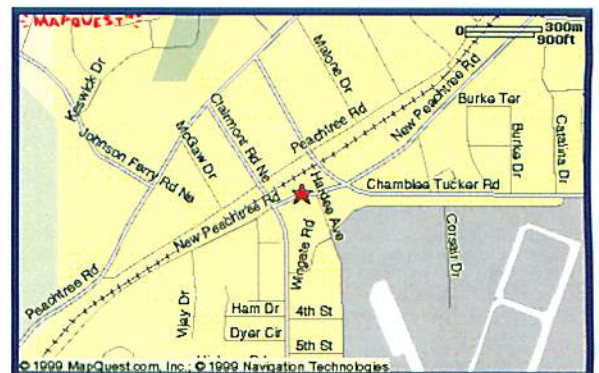 MAPQUEST
0 300m
900ft
Keswick Dr
Malone Dr
Peachtree Rd
New Peachtree Rd
Burke Ter
Johnson Ferry Rd Ne
McGaw Dr
Clairmont Rd Ne
Burke Dr
Catalina Dr
Chamblee Tucker Rd
Hardee Ave
New Peachtree Rd
Wingate Rd
Corsair Dr
Peachtree Rd
Vijay Dr
Ham Dr
4th St
Dyer Cir
5th St
© 1999 MapQuest.com, Inc.; © 1999 Navigation Technologies